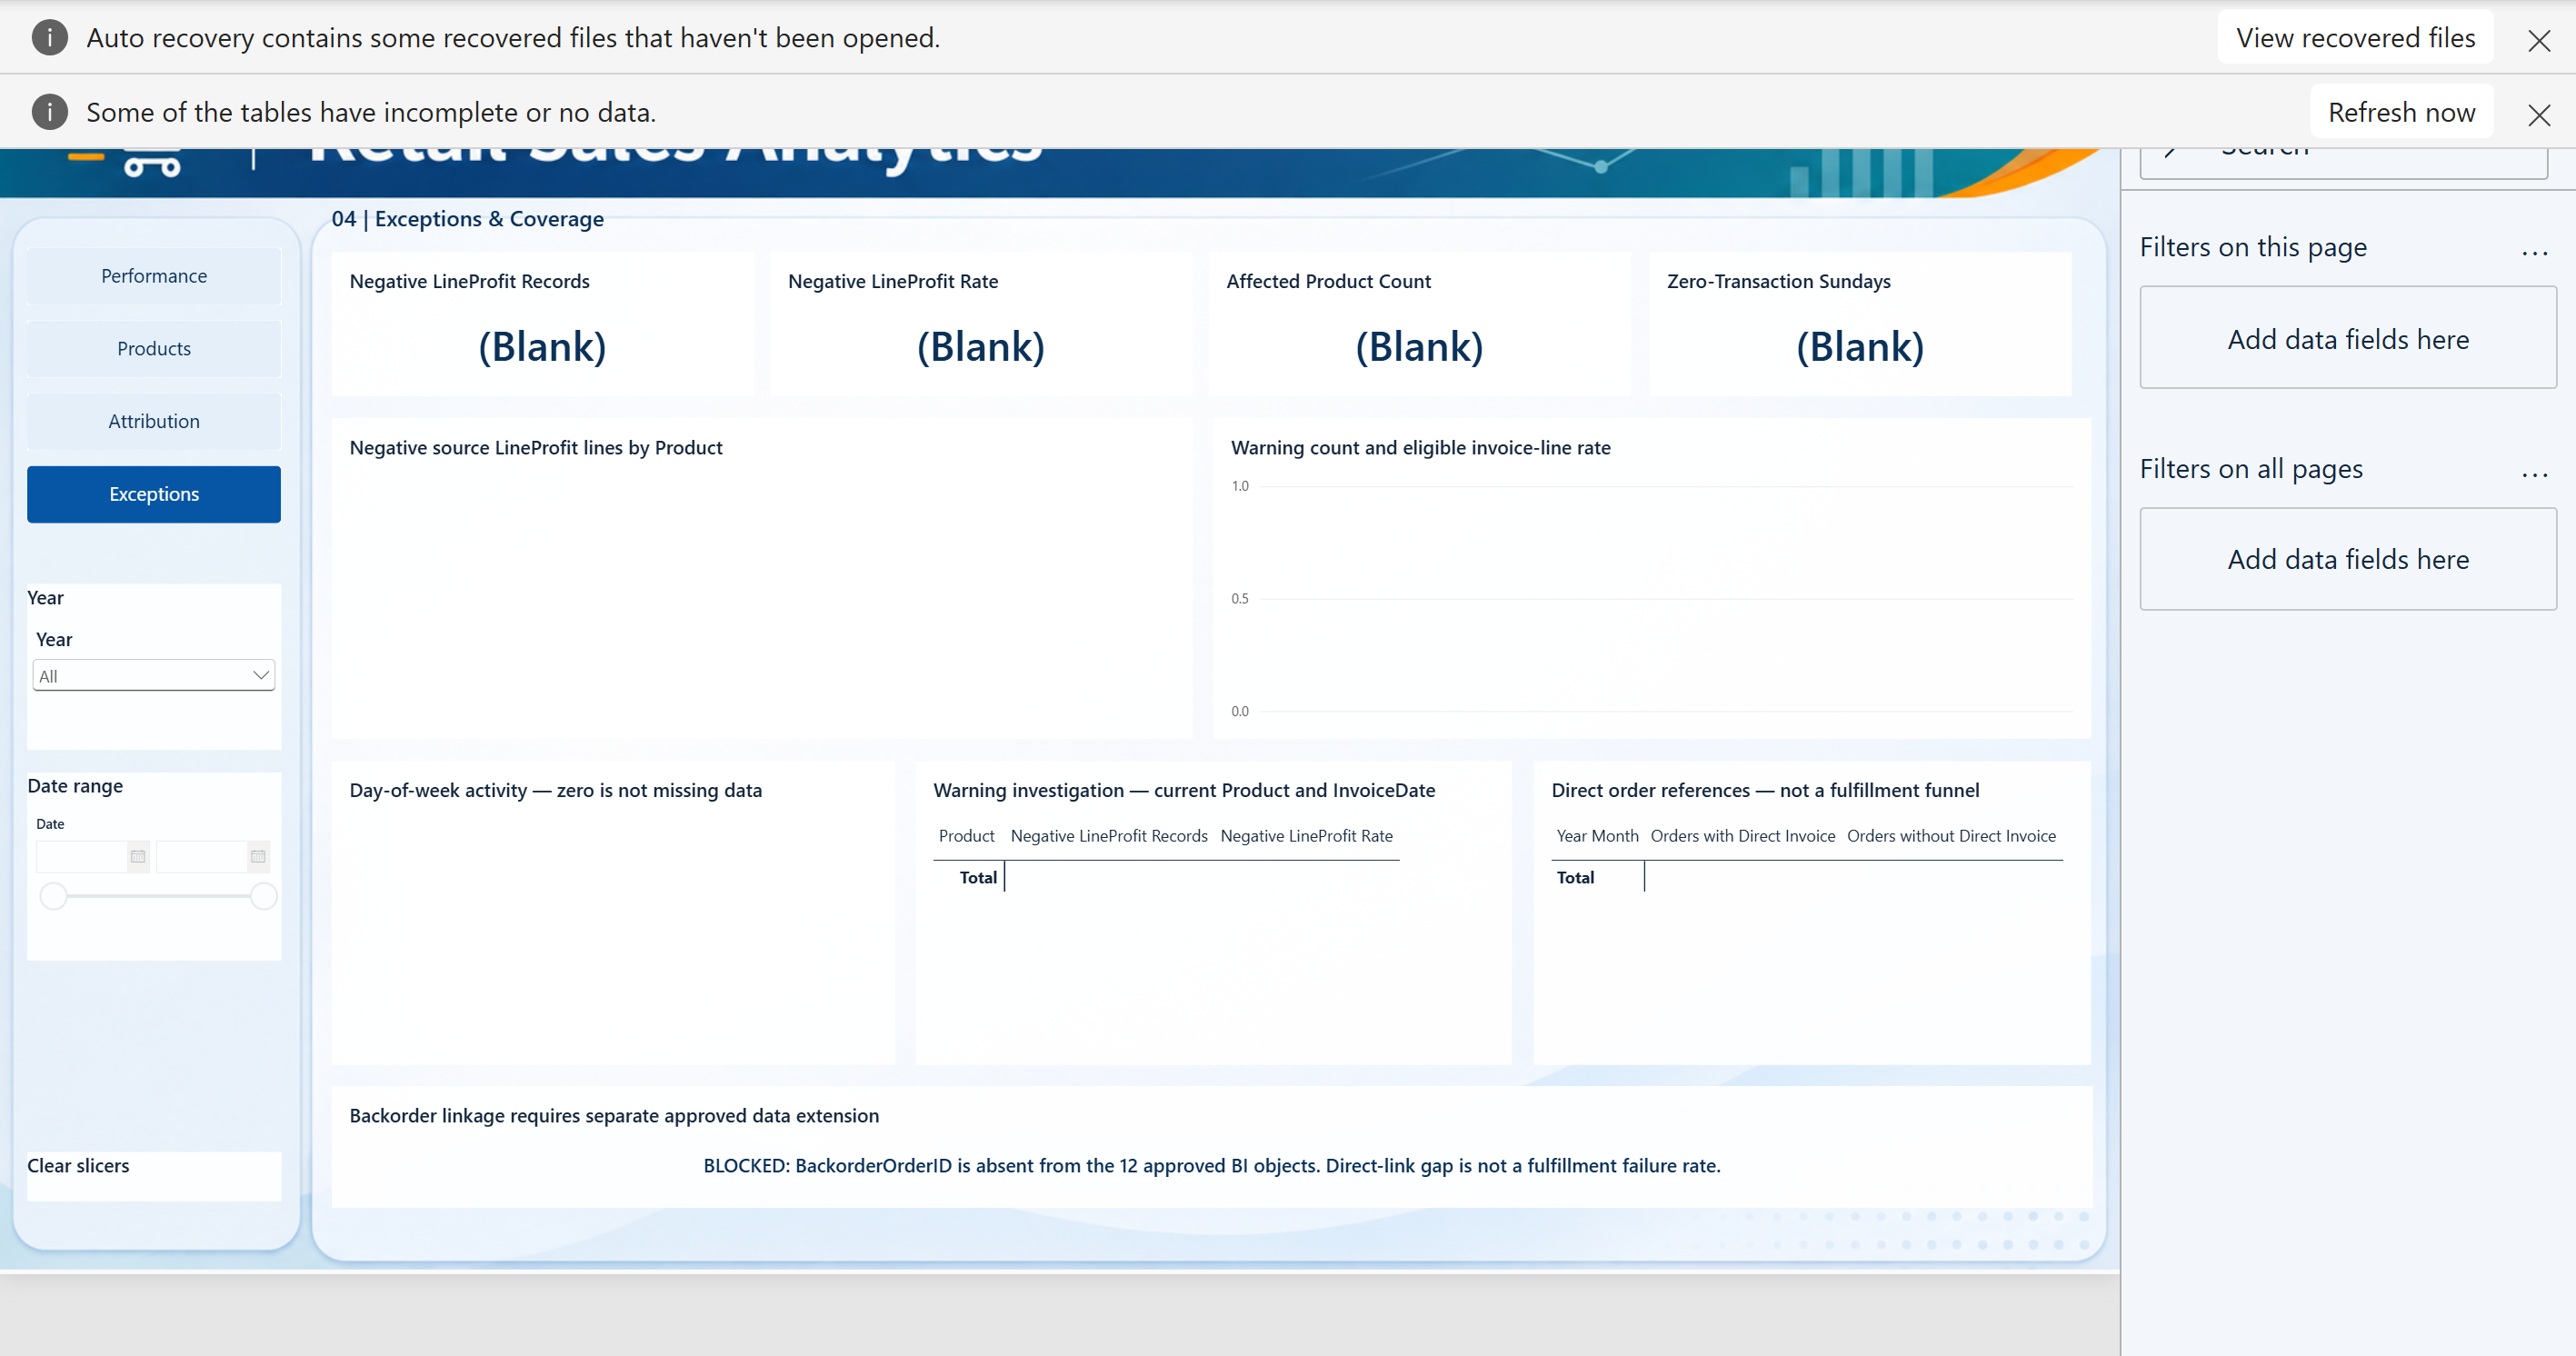 Auto recovery contains some recovered files that haven't been opened.
View recovered files
Some of the tables have incomplete or no data.
Refresh now
Retail Sales Analytics
Search
04 | Exceptions & Coverage
Performance
Products
Attribution
Exceptions
Year
Year
All
Date range
Date
Clear slicers
Negative LineProfit Records
(Blank)
Negative LineProfit Rate
(Blank)
Affected Product Count
(Blank)
Zero-Transaction Sundays
(Blank)
Negative source LineProfit lines by Product
Warning count and eligible invoice-line rate
1.0
0.5
0.0
Day-of-week activity — zero is not missing data
Warning investigation — current Product and InvoiceDate
Product Negative LineProfit Records Negative LineProfit Rate
Total
Direct order references — not a fulfillment funnel
Year Month Orders with Direct Invoice Orders without Direct Invoice
Total
Backorder linkage requires separate approved data extension
BLOCKED: BackorderOrderID is absent from the 12 approved BI objects. Direct-link gap is not a fulfillment failure rate.
Filters on this page
...
Add data fields here
Filters on all pages
...
Add data fields here